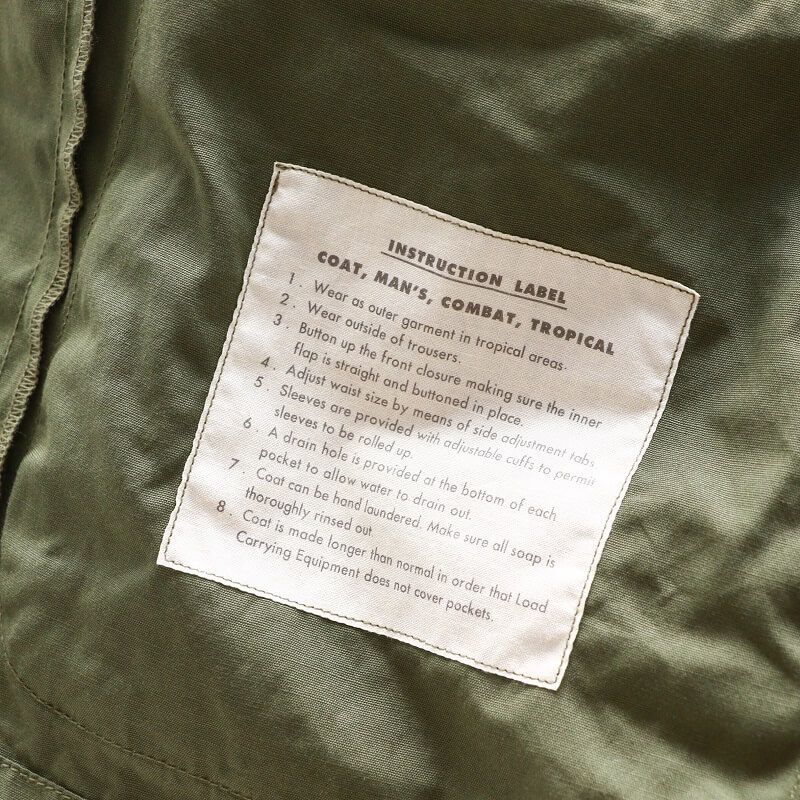 INSTRUCTION LABEL
COAT, MAN'S, COMBAT, TROPICAL
1. Wear as outer garment in tropical areas.
2. Wear outside of trousers.
3. Button up the front closure making sure the inner
flap is straight and buttoned in place.
4. Adjust waist size by means of side adjustment tabs
5. Sleeves are provided with adjustable cuffs to permit
sleeves to be rolled up.
6. A drain hole is provided at the bottom of each
pocket to allow water to drain out.
7. Coat can be hand laundered. Make sure all soap is
thoroughly rinsed out.
8. Coat is made longer than normal in order that Load
Carrying Equipment does not cover pockets.